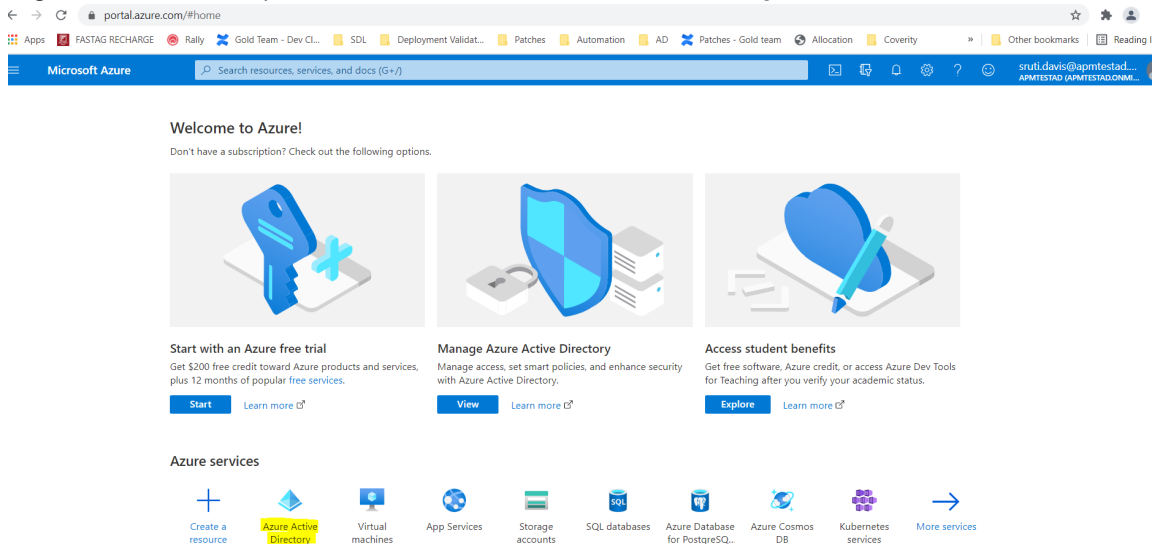 portal.azure.com/#home
Apps FASTAG RECHARGE Rally Gold Team - Dev Cl... SDL Deployment Validat... Patches Automation AD Patches - Gold team Allocation Coverity » Other bookmarks Reading l
Microsoft Azure Search resources, services, and docs (G+/) sruti.davis@apmtestad....
APMTESTAD (APMTESTAD.ONMI...
Welcome to Azure!
Don't have a subscription? Check out the following options.
Start with an Azure free trial
Get $200 free credit toward Azure products and services,
plus 12 months of popular free services.
Start Learn more
Manage Azure Active Directory
Manage access, set smart policies, and enhance security
with Azure Active Directory.
View Learn more
Access student benefits
Get free software, Azure credit, or access Azure Dev Tools
for Teaching after you verify your academic status.
Explore Learn more
Azure services
SQL
Create a
resource
Azure Active
Directory
Virtual
machines
App Services
Storage
accounts
SQL databases
Azure Database
for PostgreSQ...
Azure Cosmos
DB
Kubernetes
services
More services